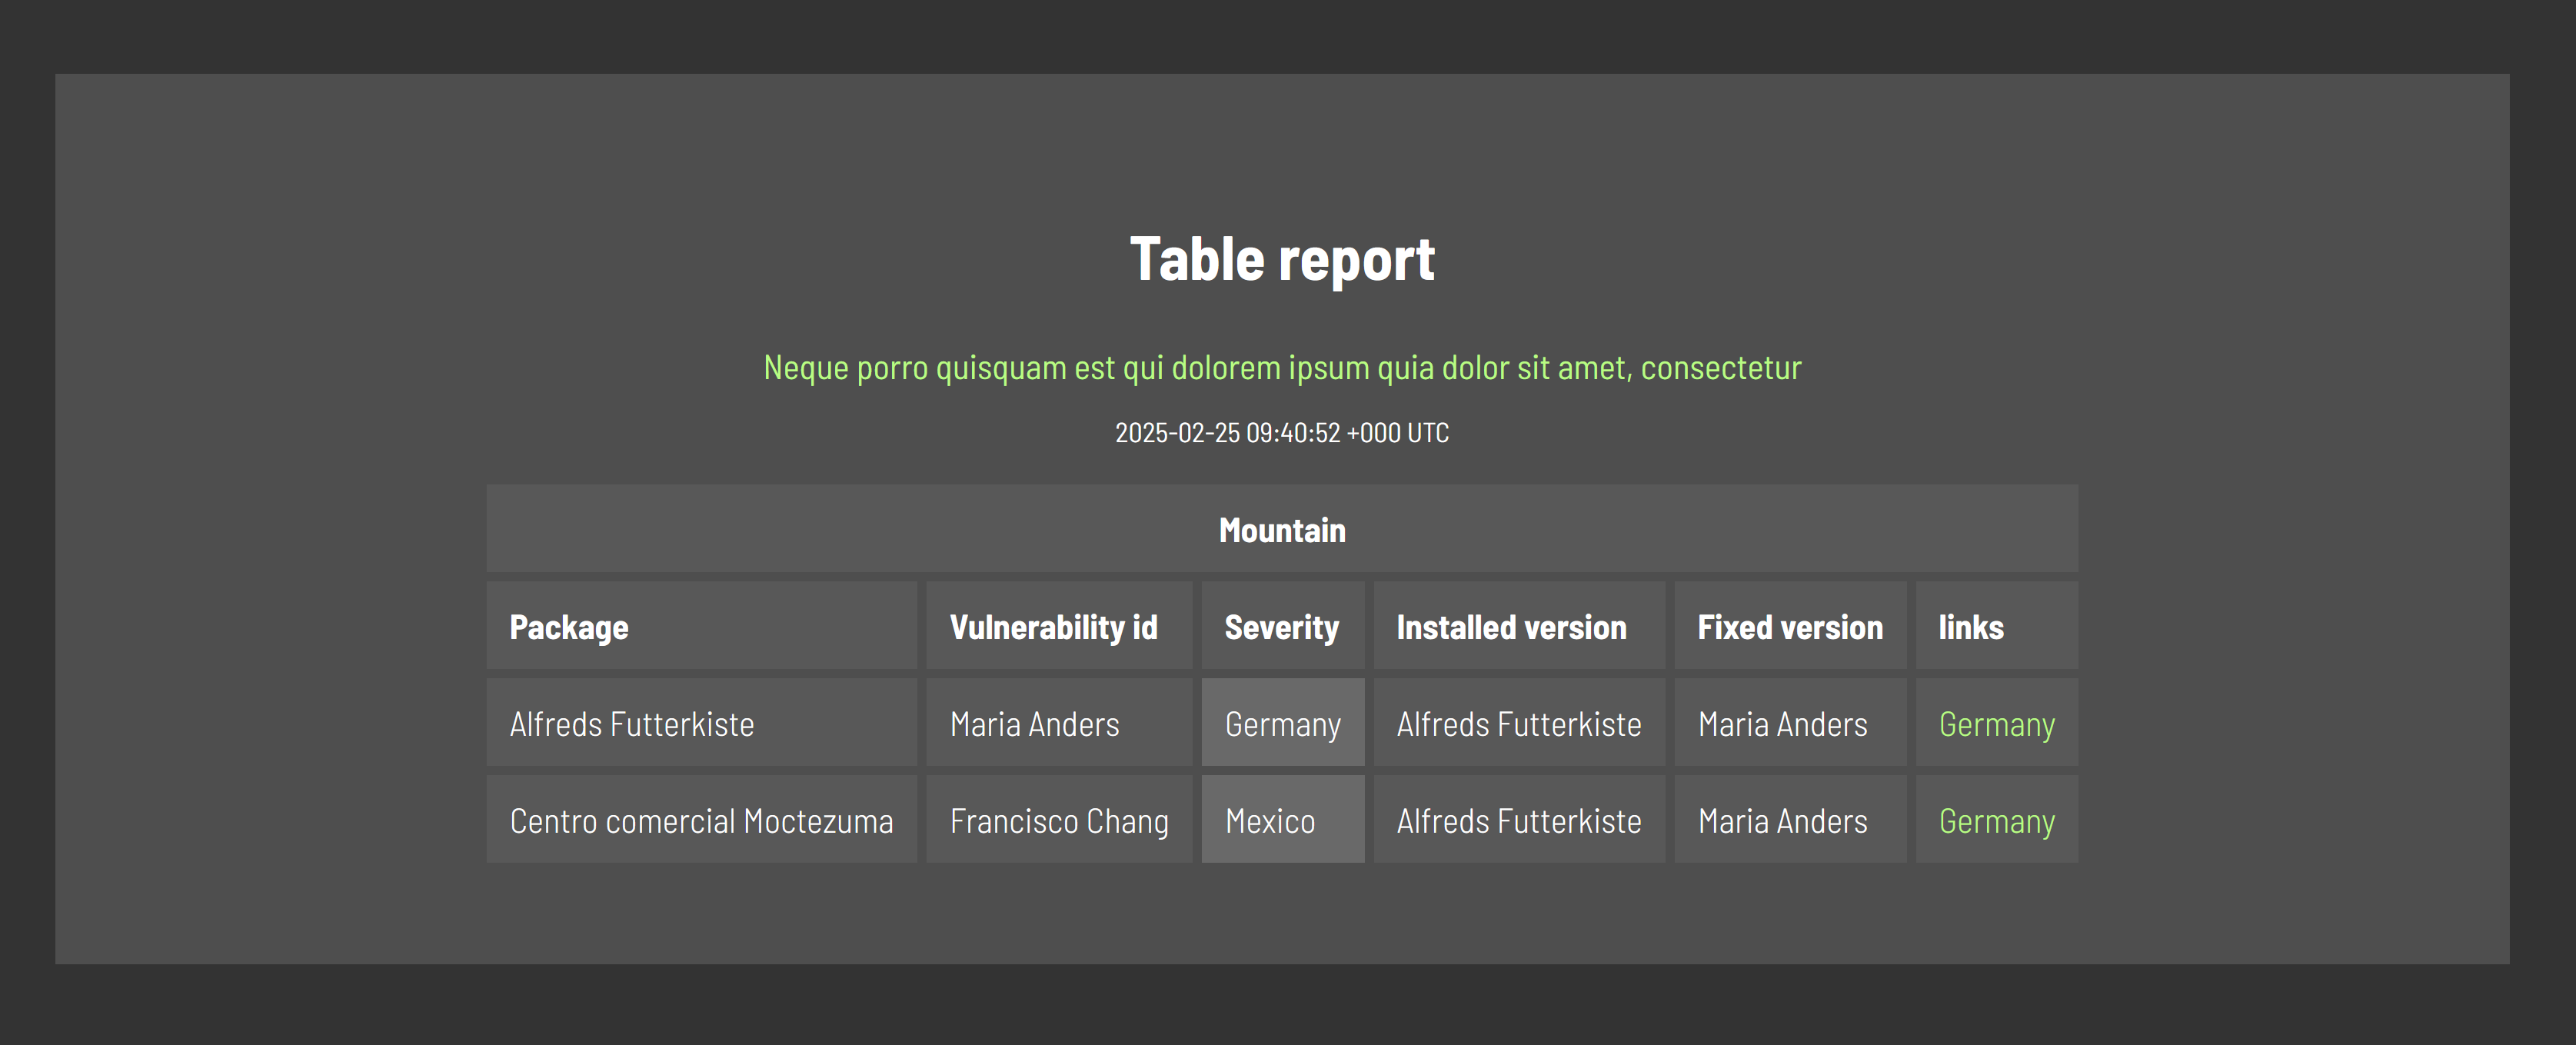 Table report
Neque porro quisquam est qui dolorem ipsum quia dolor sit amet, consectetur
2025-02-25 09:40:52 +000 UTC
Mountain
Package Vulnerability id Severity Installed version Fixed version links
Alfreds Futterkiste Maria Anders Germany Alfreds Futterkiste Maria Anders Germany
Centro comercial Moctezuma Francisco Chang Mexico Alfreds Futterkiste Maria Anders Germany